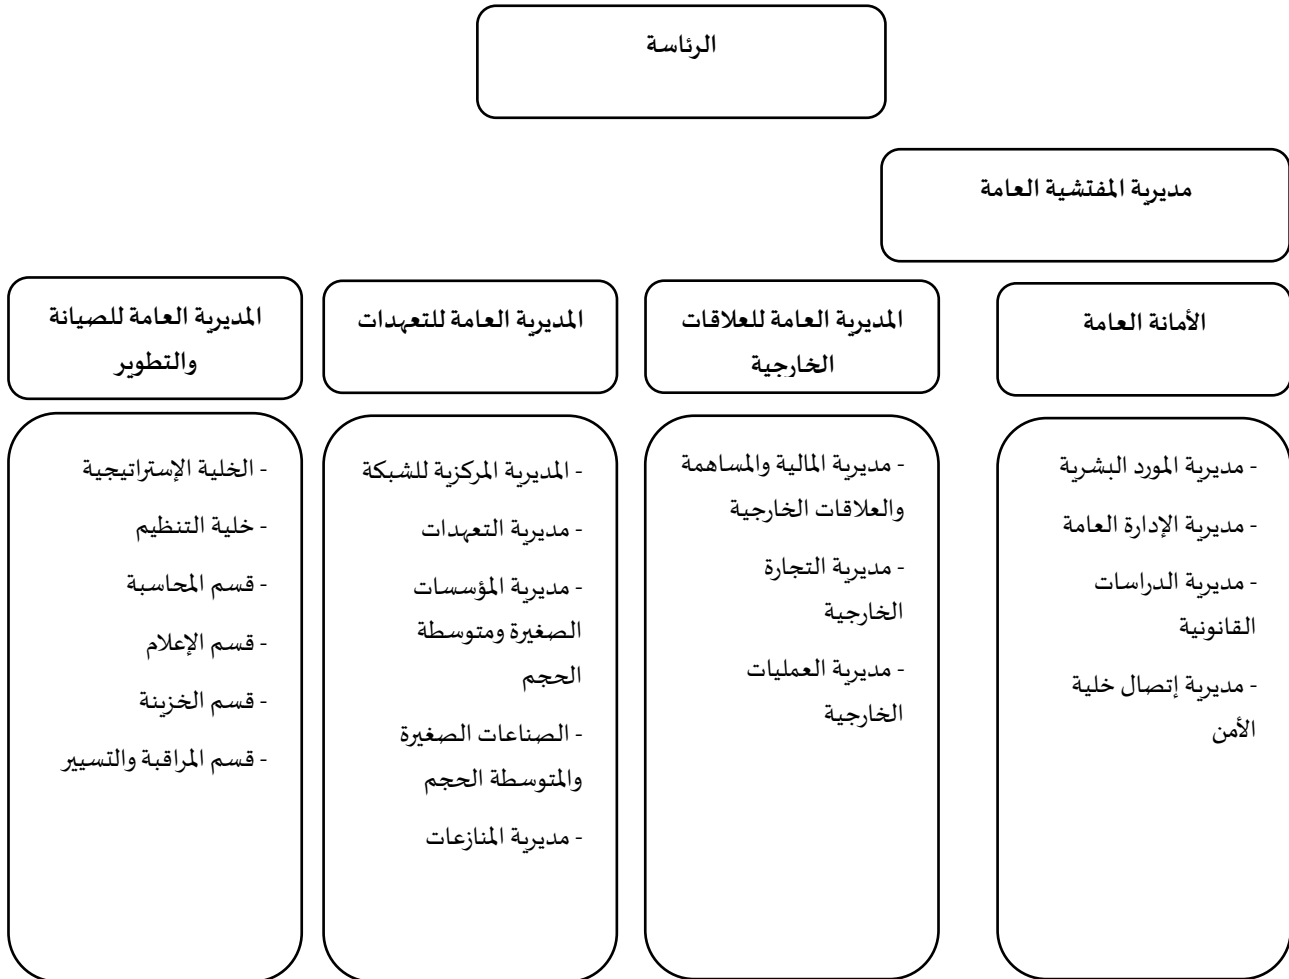 الرئاسة
مديرية المفتشية العامة
الأمانة العامة
المديرية العامة للعلاقات
الخارجية
المديرية العامة للتعهدات
المديرية العامة للصيانة
والتطوير
- مديرية المورد البشرية
- مديرية الإدارة العامة
- مديرية الدراسات
القانونية
- مديرية إتصال خلية
الأمن
- مديرية المالية والمساهمة
والعلاقات الخارجية
- مديرية التجارة
الخارجية
- مديرية العمليات
الخارجية
- المديرية المركزية للشبكة
- مديرية التعهدات
- مديرية المؤسسات
الصغيرة ومتوسطة
الحجم
- الصناعات الصغيرة
والمتوسطة الحجم
- مديرية المنازعات
- الخلية الإستراتيجية
- خلية التنظيم
- قسم المحاسبة
- قسم الإعلام
- قسم الخزينة
- قسم المراقبة والتسيير